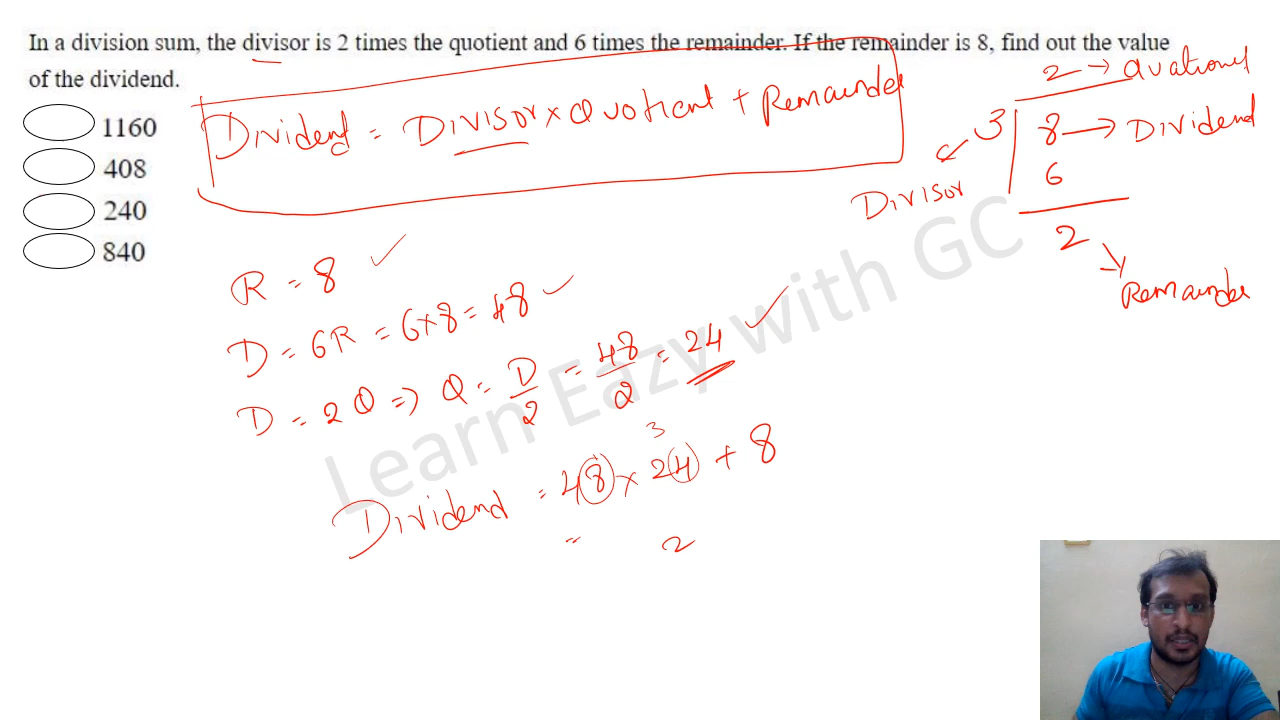 In a division sum, the divisor is 2 times the quotient and 6 times the remainder. If the remainder is 8, find out the value
of the dividend.
1160
408
240
840
Dividend = Divisor × Quotient + Remainder
2 → Quationt
3 8 → Dividend
Divisor
6
2
Remainder
R = 8
D = 6R = 6×8 = 48
D = 2Q => Q = D/2 = 48/2 = 24
3
Dividend = 48 × 24 + 8
= 2
Learn Eazy with GC